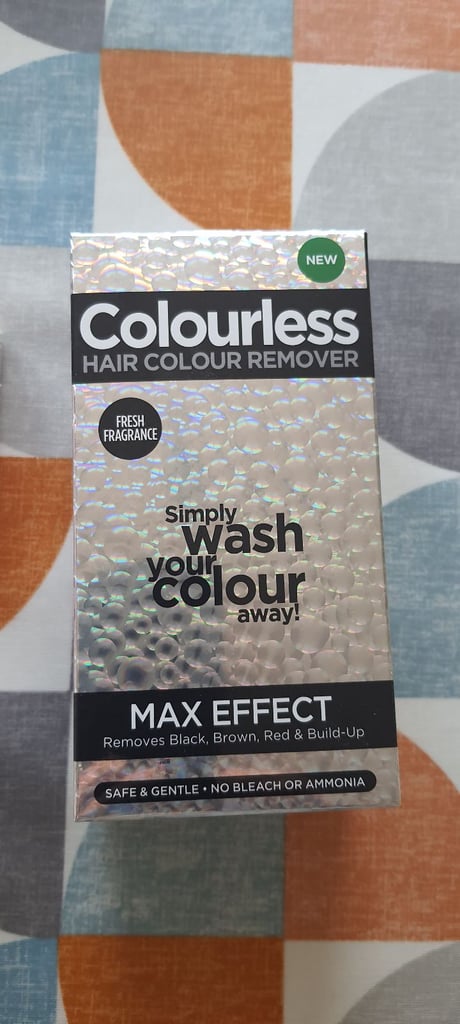 NEW
Colourless
HAIR COLOUR REMOVER
FRESH
FRAGRANCE
Simply
wash
your
colour
away!
MAX EFFECT
Removes Black, Brown, Red & Build-Up
SAFE & GENTLE • NO BLEACH OR AMMONIA